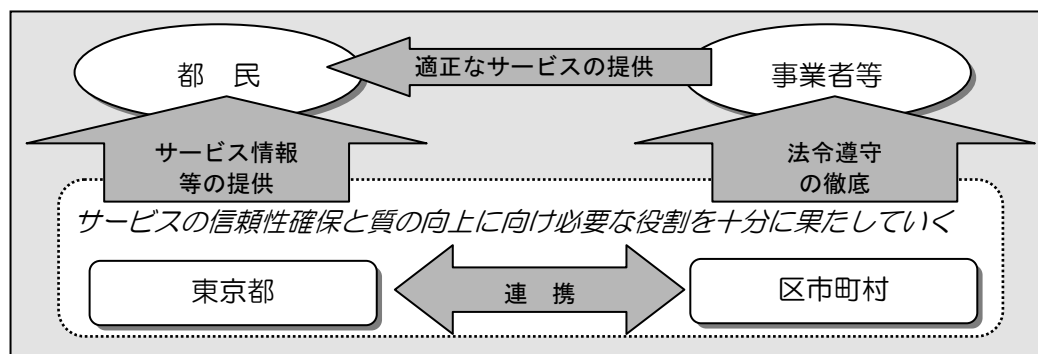 都　民
適正なサービスの提供
事業者等
サービス情報
等の提供
法令遵守
の徹底
サービスの信頼性確保と質の向上に向け必要な役割を十分に果たしていく
東京都
連　携
区市町村